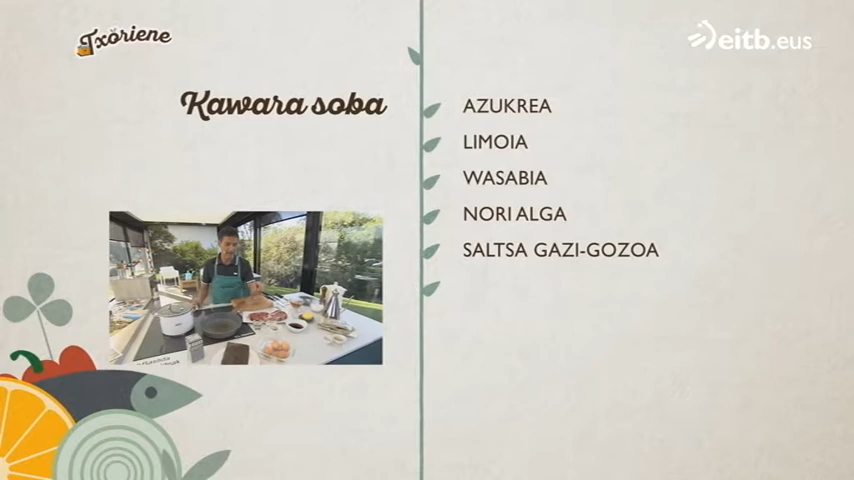 Txoriene
eitb.eus
Kawara soba
AZUKREA
LIMOIA
WASABIA
NORI ALGA
SALTSA GAZI-GOZOA